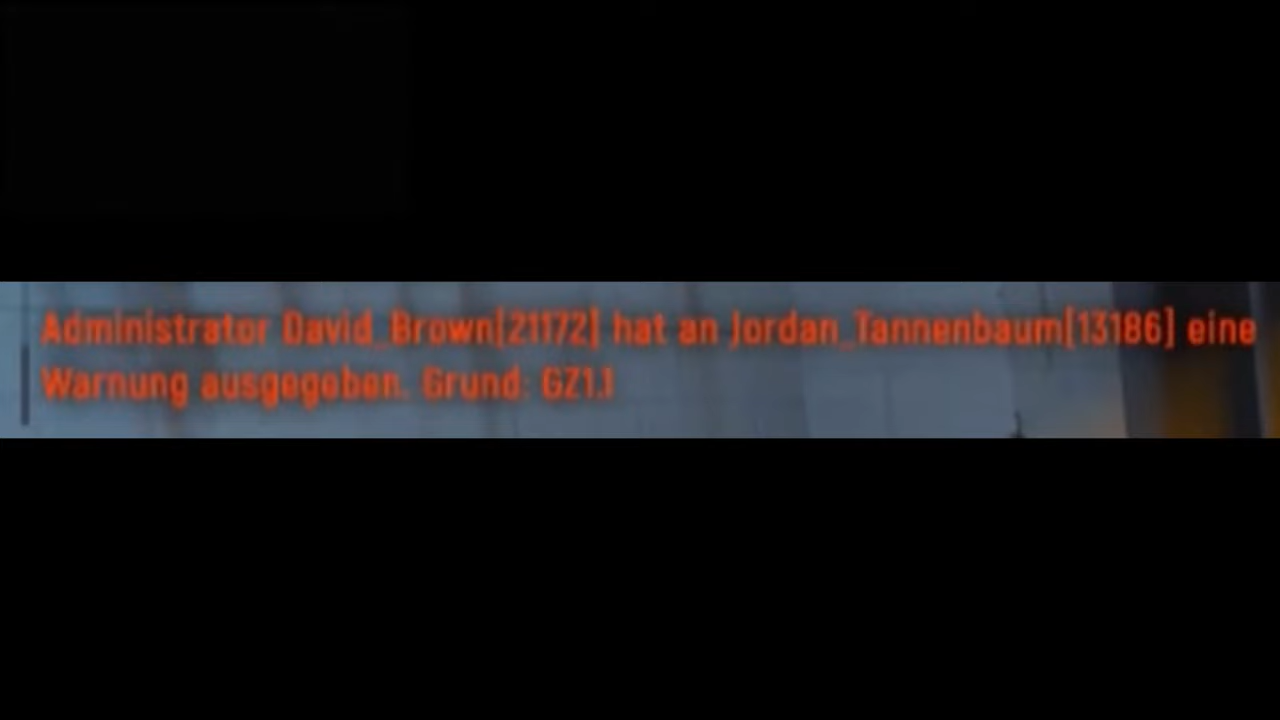 Administrator David_Brown[21172] hat an Jordan_Tannenbaum[13186] eine
Warnung ausgegeben. Grund: GZ1.1